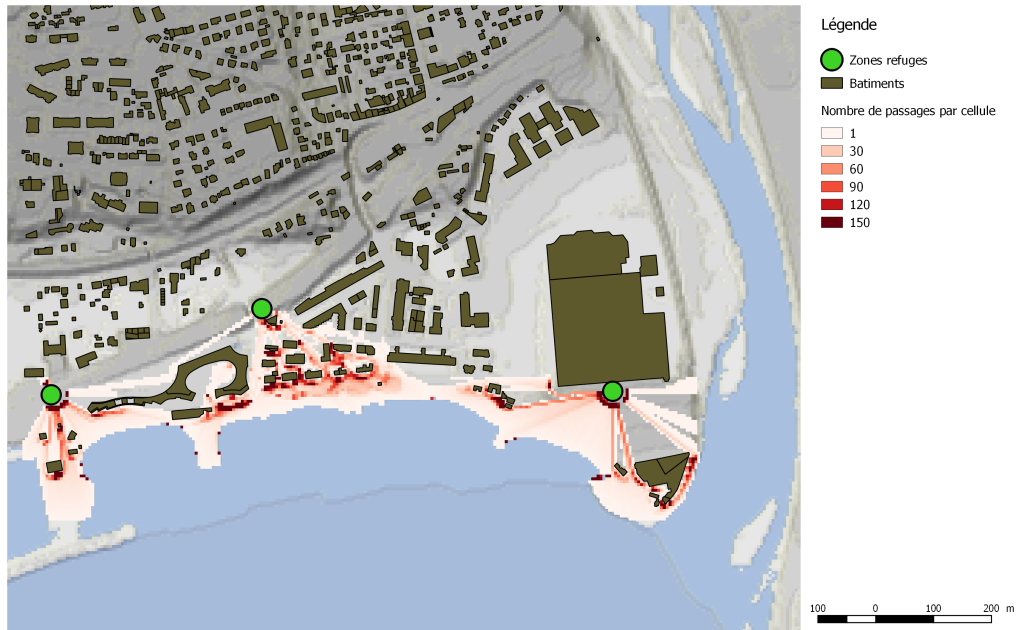 Légende
Zones refuges
Batiments
Nombre de passages par cellule
1
30
60
90
120
150
100 0 100 200 m